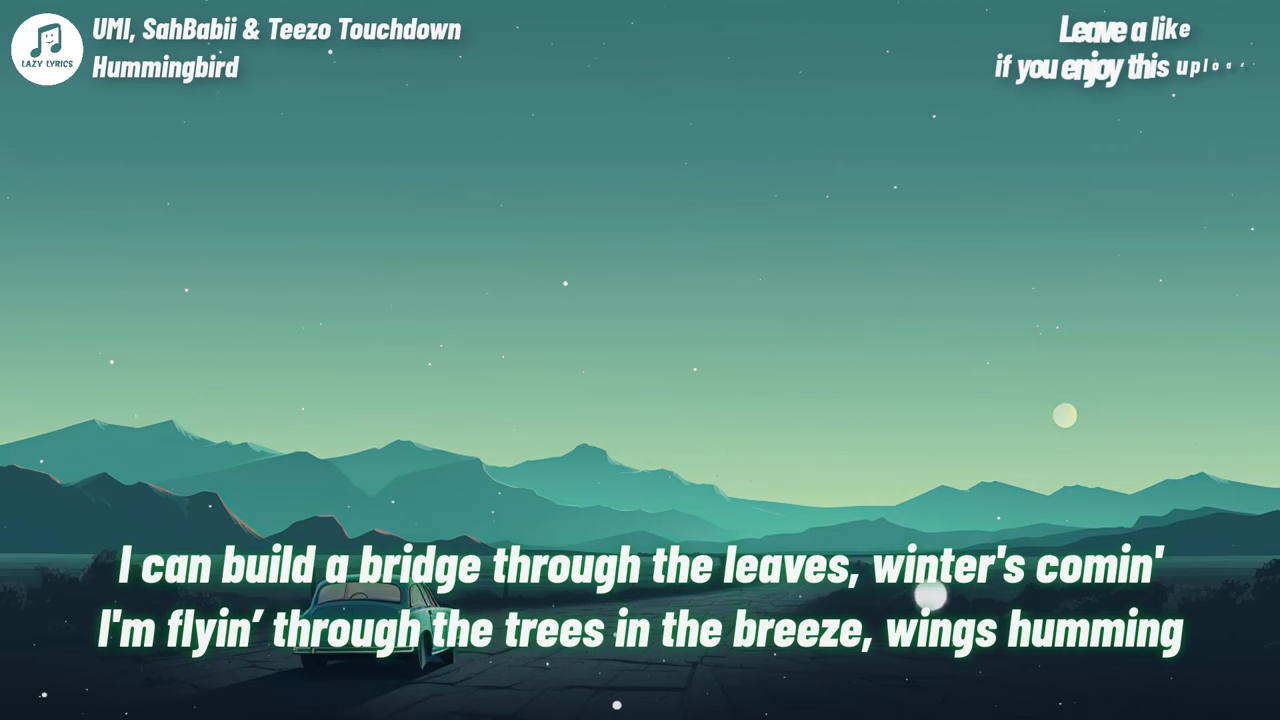 LAZY LYRICS
UMI, SahBabii & Teezo Touchdown
Hummingbird
Leave a like
if you enjoy this
I can build a bridge through the leaves, winter's comin'
I'm flyin’ through the trees in the breeze, wings humming